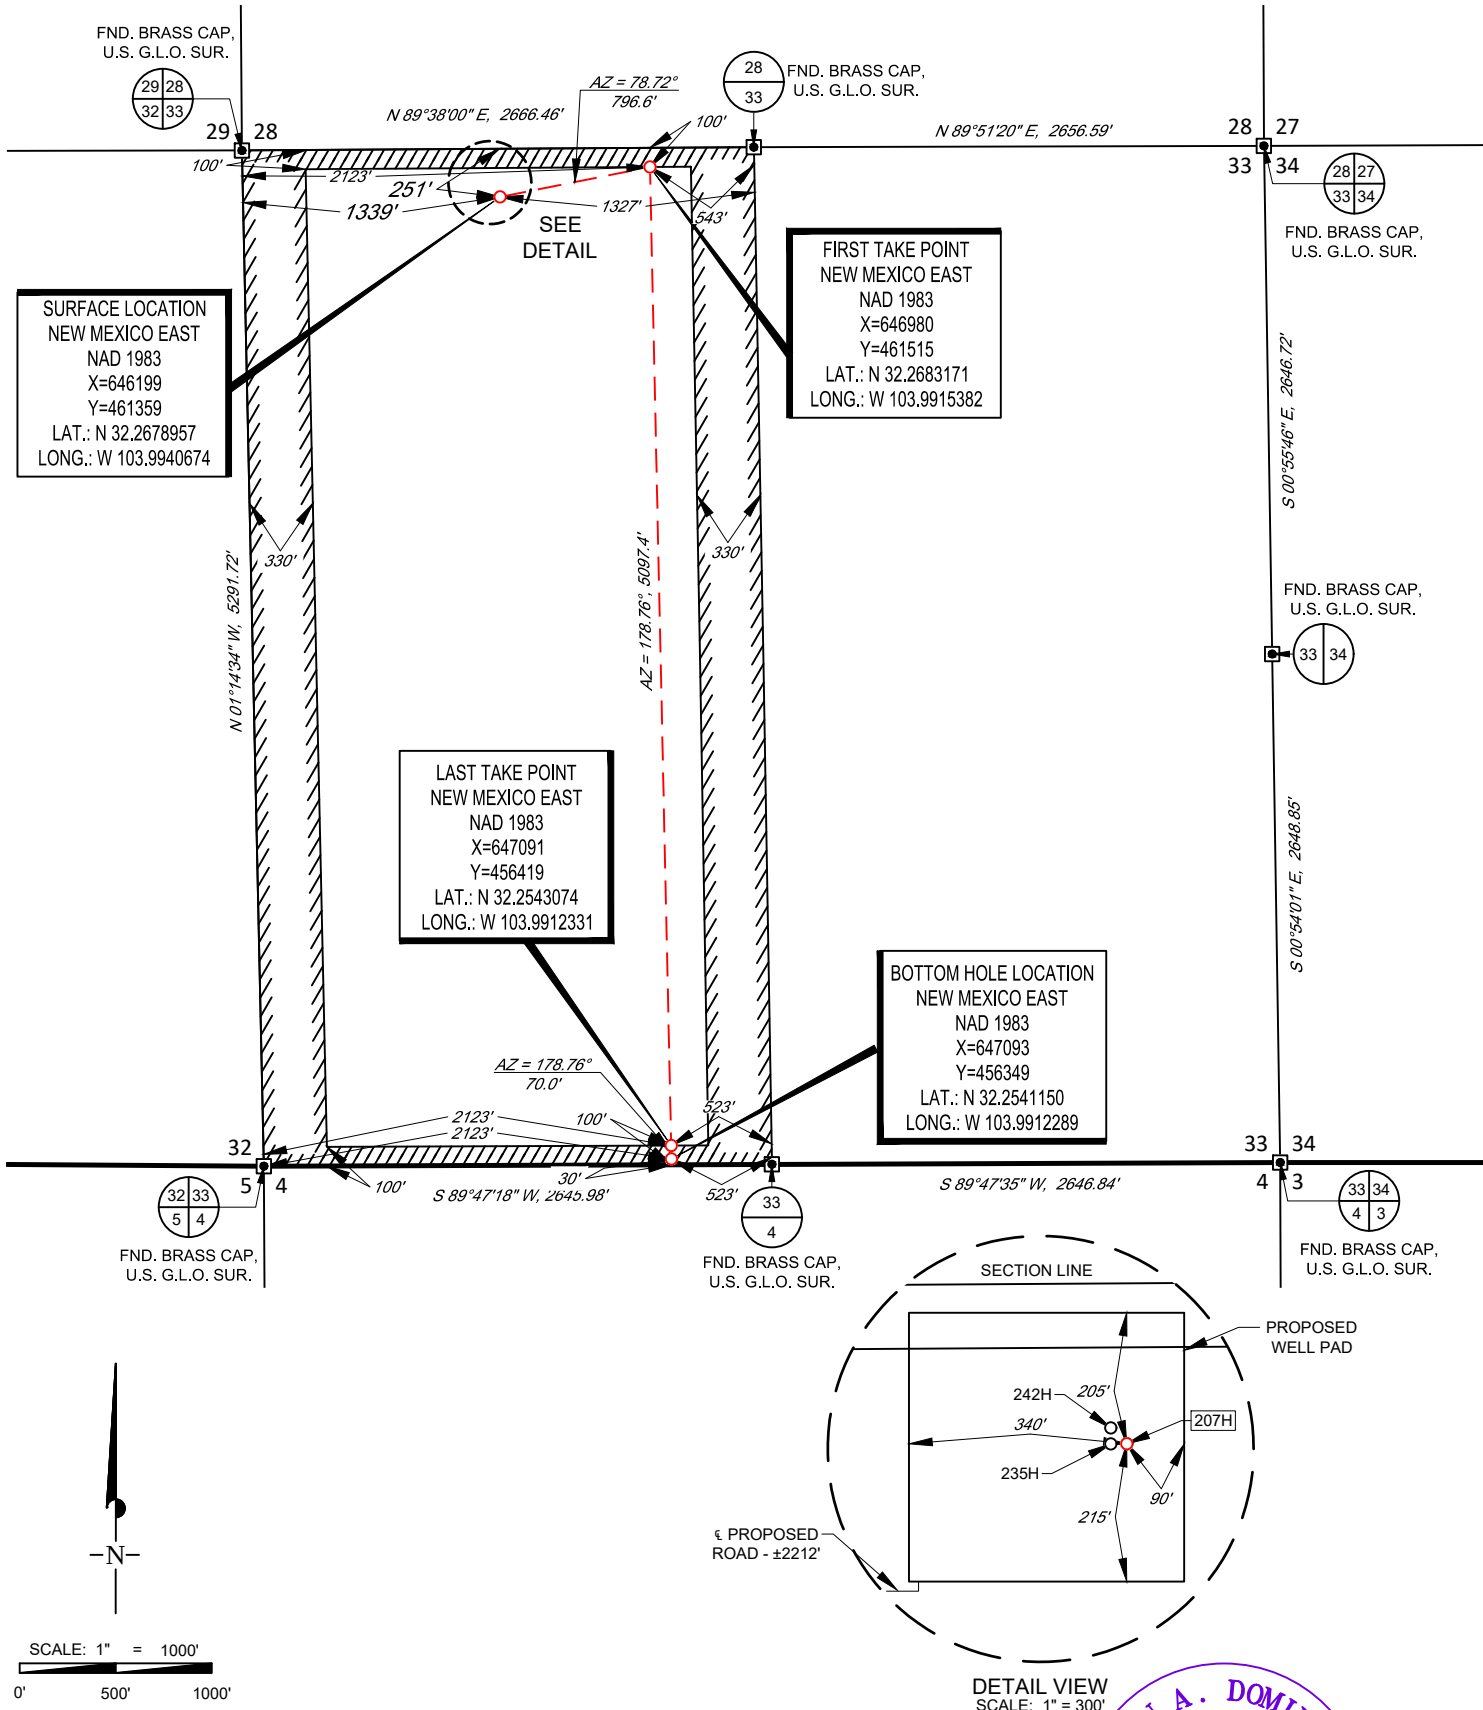 FND. BRASS CAP,
U.S. G.L.O. SUR.
29 28
32 33
29 28
N 89°38'00" E, 2666.46'
AZ = 78.72°
796.6'
28
33
FND. BRASS CAP,
U.S. G.L.O. SUR.
100'
N 89°51'20" E, 2656.59'
28 27
33 34
28 27
33 34
FND. BRASS CAP,
U.S. G.L.O. SUR.
100'
2123'
251'
1339'
1327'
543'
SEE
DETAIL
SURFACE LOCATION
NEW MEXICO EAST
NAD 1983
X=646199
Y=461359
LAT.: N 32.2678957
LONG.: W 103.9940674
FIRST TAKE POINT
NEW MEXICO EAST
NAD 1983
X=646980
Y=461515
LAT.: N 32.2683171
LONG.: W 103.9915382
S 00°55'46" E, 2646.72'
330'
330'
N 01°14'34" W, 5291.72'
AZ = 178.76°, 5097.4'
FND. BRASS CAP,
U.S. G.L.O. SUR.
33 34
LAST TAKE POINT
NEW MEXICO EAST
NAD 1983
X=647091
Y=456419
LAT.: N 32.2543074
LONG.: W 103.9912331
S 00°54'01" E, 2648.85'
BOTTOM HOLE LOCATION
NEW MEXICO EAST
NAD 1983
X=647093
Y=456349
LAT.: N 32.2541150
LONG.: W 103.9912289
AZ = 178.76°
70.0'
2123'
2123'
100'
523'
32
5 4
100'
30'
523'
S 89°47'18" W, 2645.98'
S 89°47'35" W, 2646.84'
33 34
4 3
32 33
5 4
FND. BRASS CAP,
U.S. G.L.O. SUR.
33
4
FND. BRASS CAP,
U.S. G.L.O. SUR.
33 34
4 3
FND. BRASS CAP,
U.S. G.L.O. SUR.
SECTION LINE
PROPOSED
WELL PAD
242H
205'
340'
207H
235H
90'
215'
℄ PROPOSED
ROAD - ±2212'
-N-
SCALE: 1" = 1000'
0' 500' 1000'
DETAIL VIEW
SCALE: 1" = 300'
A. DOMI